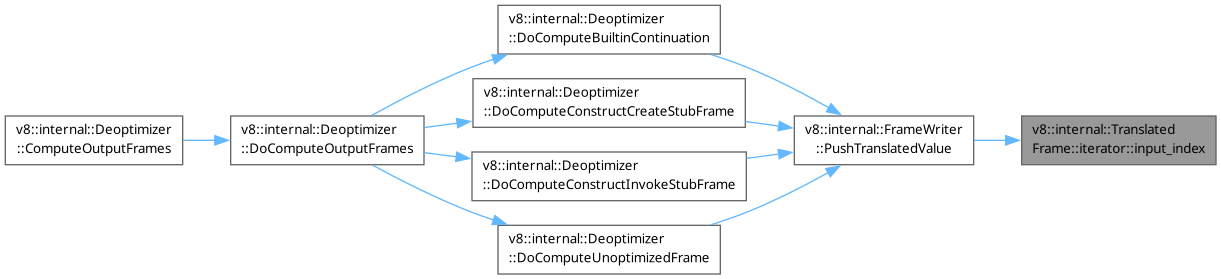 v8::internal::Deoptimizer
::ComputeOutputFrames
v8::internal::Deoptimizer
::DoComputeOutputFrames
v8::internal::Deoptimizer
::DoComputeBuiltinContinuation
v8::internal::Deoptimizer
::DoComputeConstructCreateStubFrame
v8::internal::Deoptimizer
::DoComputeConstructInvokeStubFrame
v8::internal::Deoptimizer
::DoComputeUnoptimizedFrame
v8::internal::FrameWriter
::PushTranslatedValue
v8::internal::Translated
Frame::iterator::input_index